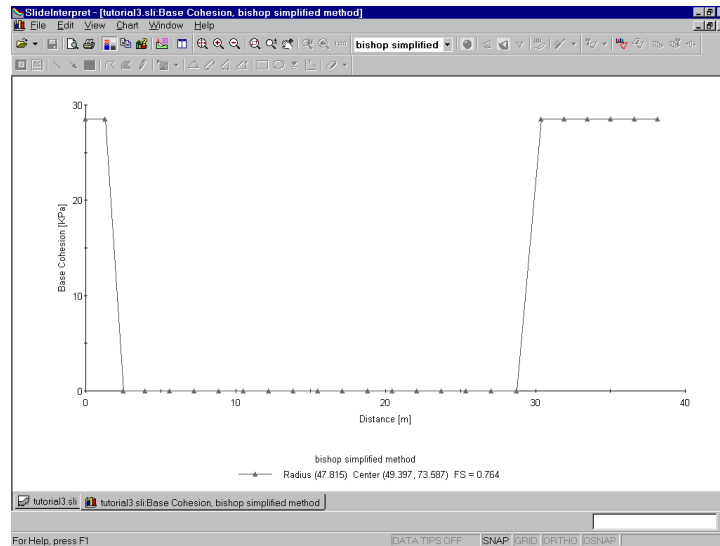 SlideInterpret - [tutorial3.sli:Base Cohesion, bishop simplified method]
File Edit View Chart Window Help
bishop simplified
30
20
10
0
Base Cohesion [KPa]
0 10 20 30 40
Distance [m]
bishop simplified method
Radius (47.815) Center (49.397, 73.587) FS = 0.764
tutorial3.sli tutorial3.sli:Base Cohesion, bishop simplified method
For Help, press F1 DATA TIPS OFF SNAP GRID ORTHO OSNAP